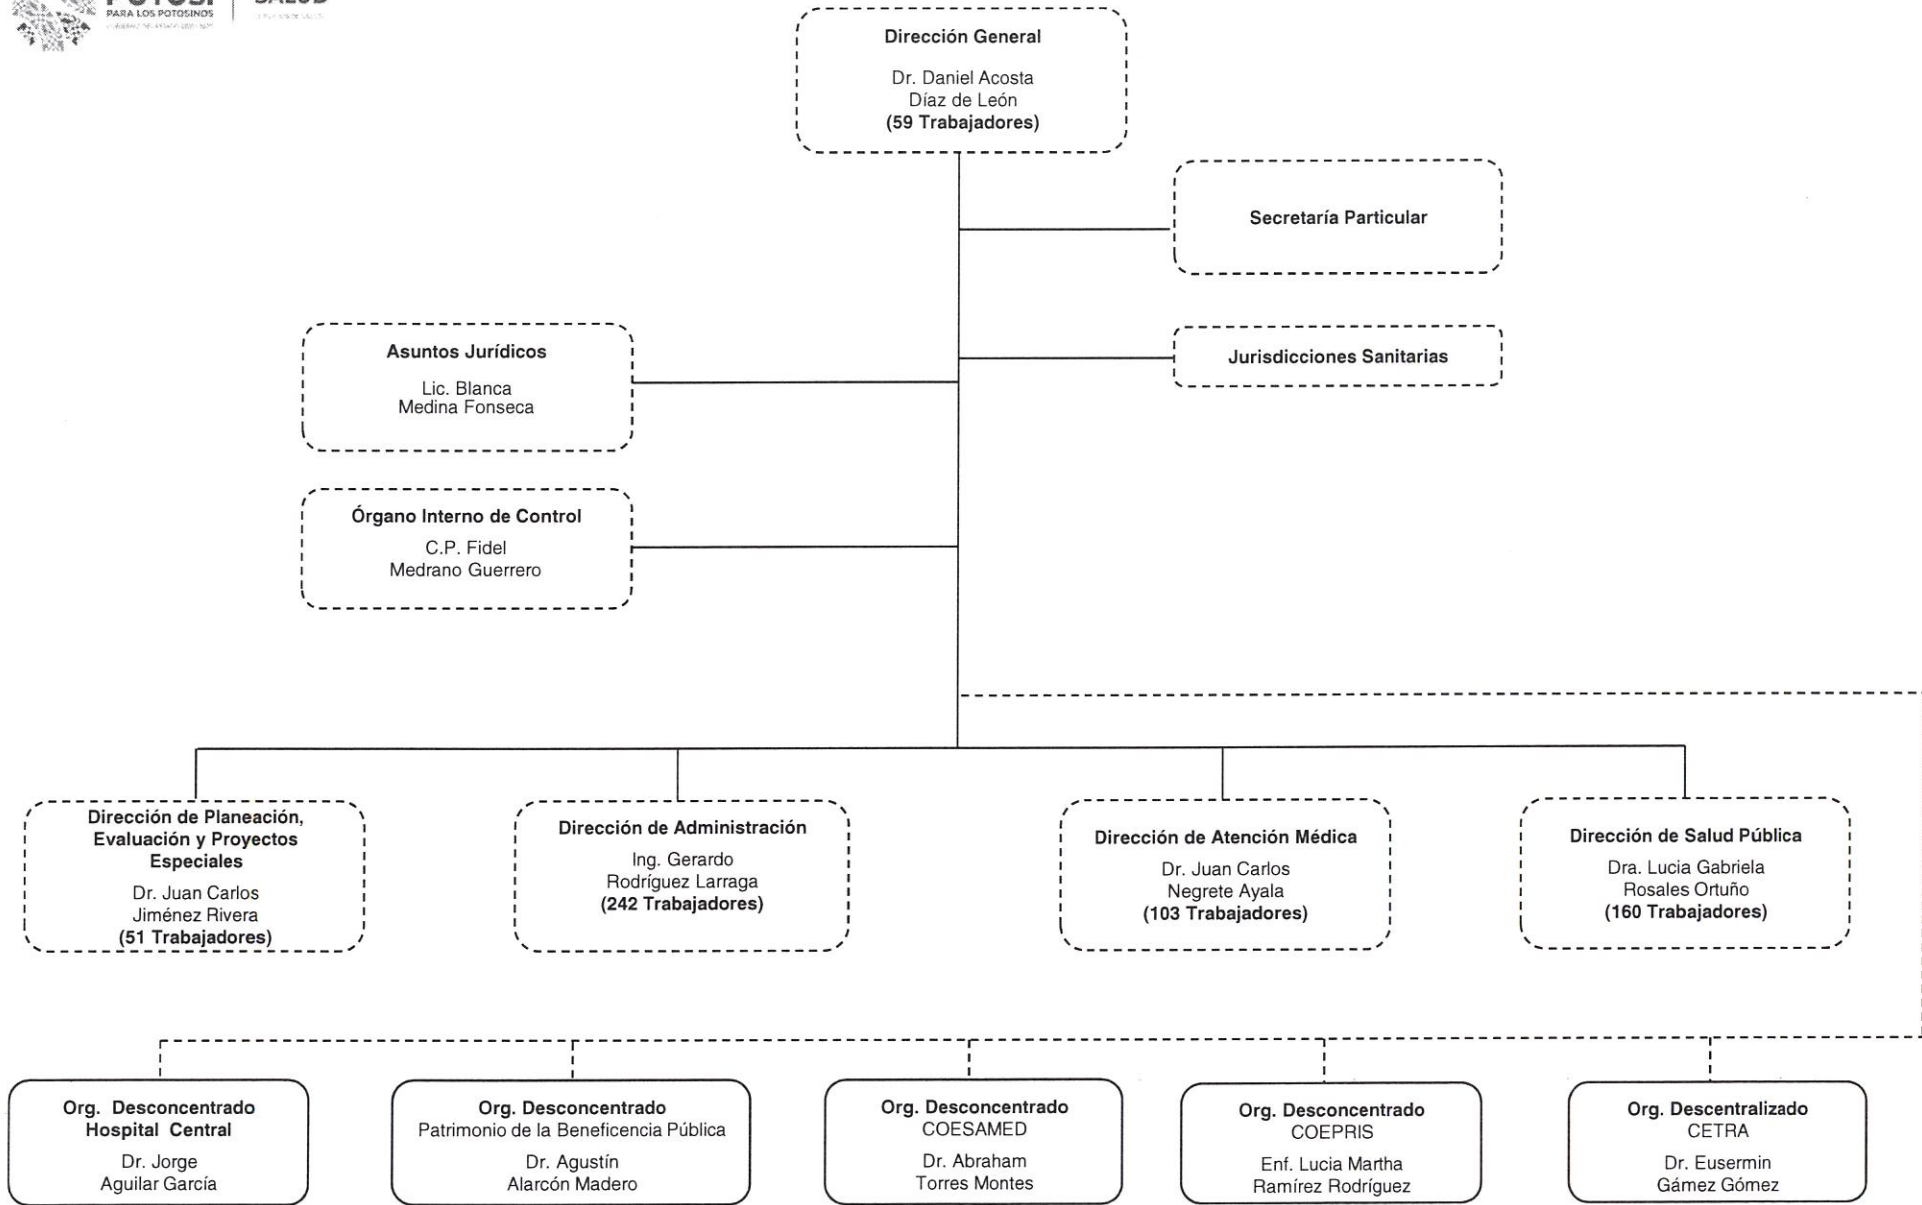 POTOSÍ
PARA LOS POTOSINOS
SALUD
Dirección General
Dr. Daniel Acosta
Díaz de León
(59 Trabajadores)
Secretaría Particular
Jurisdicciones Sanitarias
Asuntos Jurídicos
Lic. Blanca
Medina Fonseca
Órgano Interno de Control
C.P. Fidel
Medrano Guerrero
Dirección de Planeación,
Evaluación y Proyectos
Especiales
Dr. Juan Carlos
Jiménez Rivera
(51 Trabajadores)
Dirección de Administración
Ing. Gerardo
Rodríguez Larraga
(242 Trabajadores)
Dirección de Atención Médica
Dr. Juan Carlos
Negrete Ayala
(103 Trabajadores)
Dirección de Salud Pública
Dra. Lucia Gabriela
Rosales Ortuño
(160 Trabajadores)
Org. Desconcentrado
Hospital Central
Dr. Jorge
Aguilar García
Org. Desconcentrado
Patrimonio de la Beneficencia Pública
Dr. Agustín
Alarcón Madero
Org. Desconcentrado
COESAMED
Dr. Abraham
Torres Montes
Org. Desconcentrado
COEPRIS
Enf. Lucia Martha
Ramírez Rodríguez
Org. Descentralizado
CETRA
Dr. Eusermin
Gámez Gómez